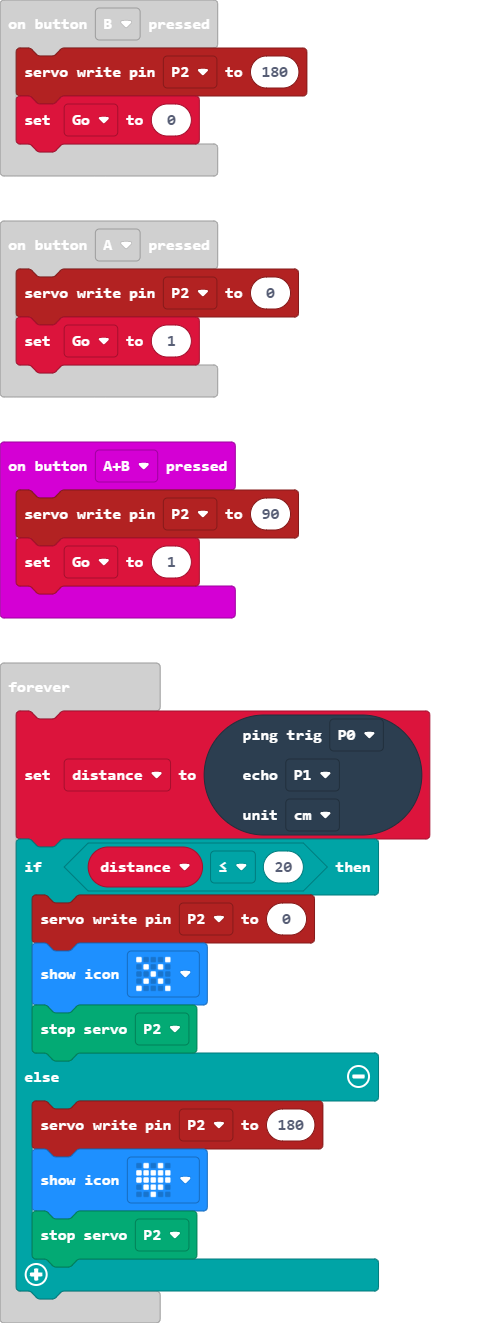 on button B pressed
servo write pin P2 to 180
set Go to 0
on button A pressed
servo write pin P2 to 0
set Go to 1
on button A+B pressed
servo write pin P2 to 90
set Go to 1
forever
ping trig P0
set distance to echo P1
unit cm
if distance ≤ 20 then
servo write pin P2 to 0
show icon
stop servo P2
else
servo write pin P2 to 180
show icon
stop servo P2